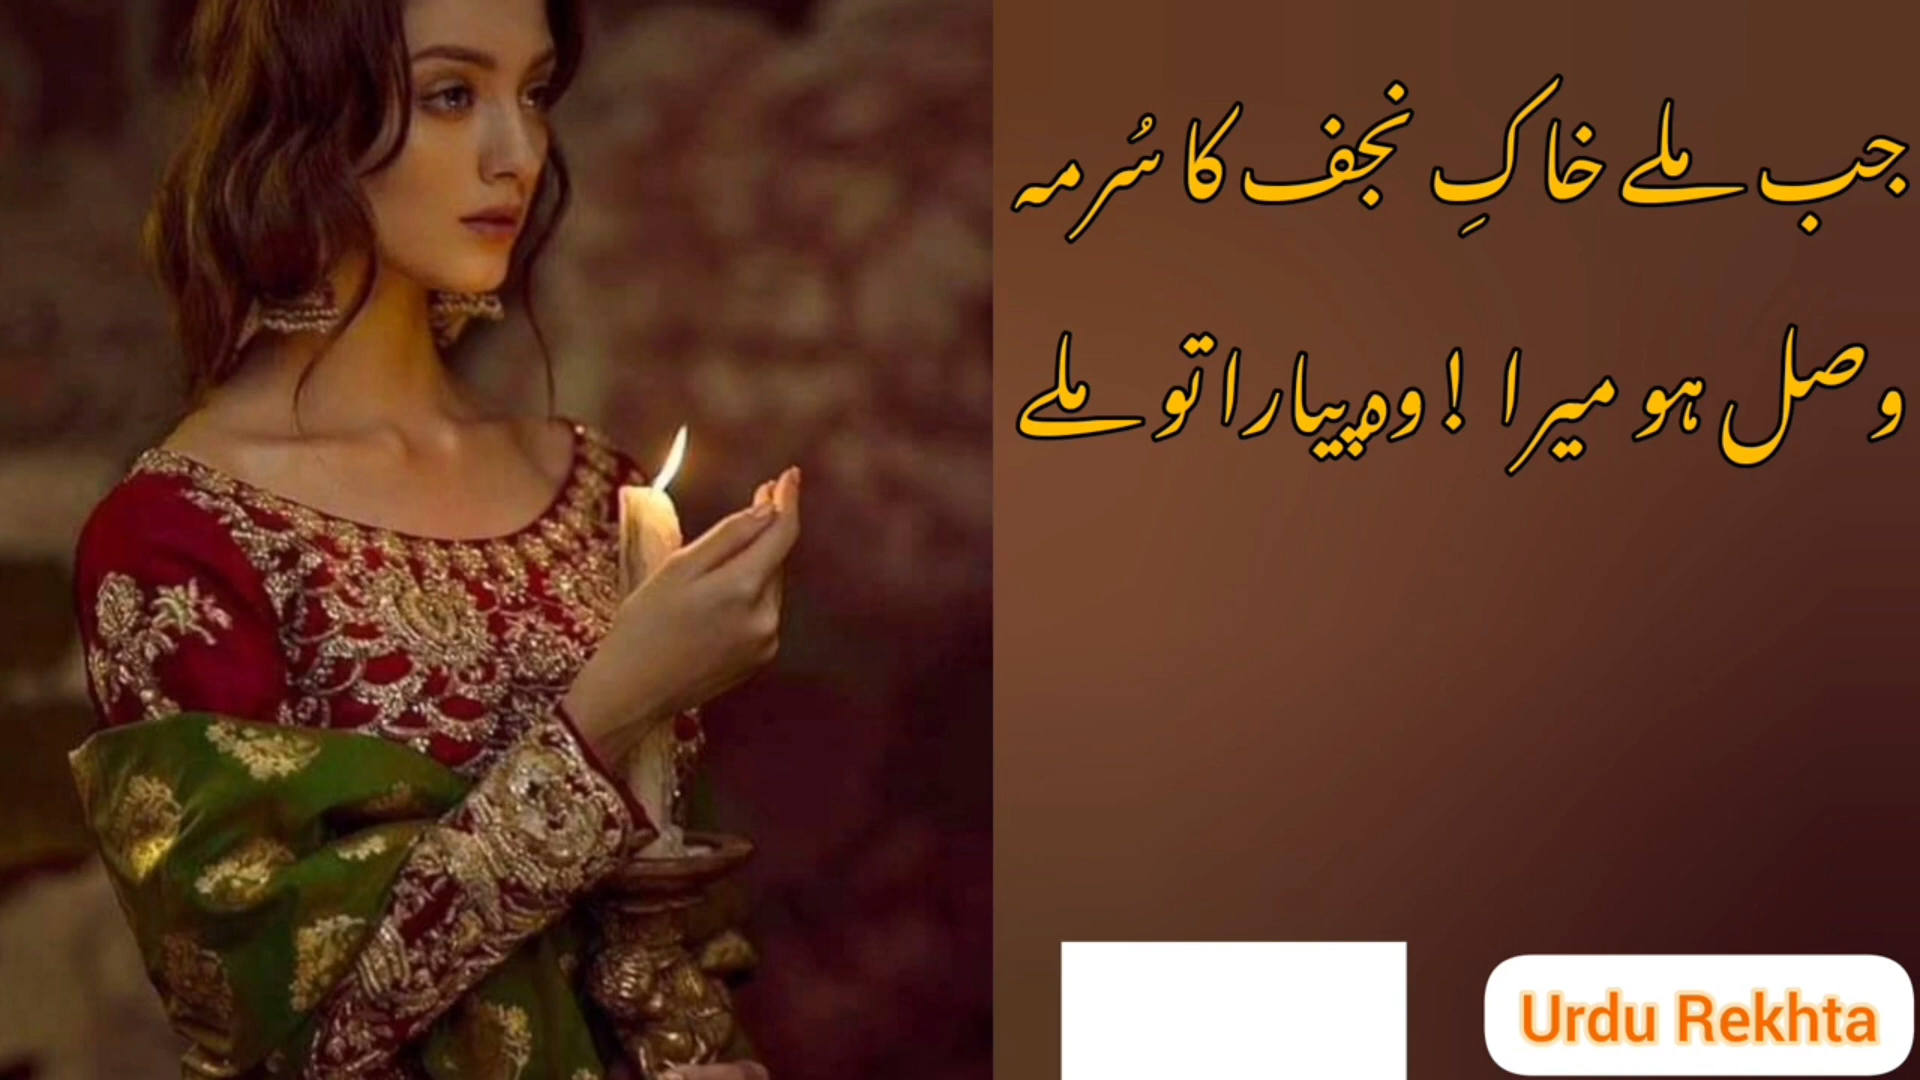 جب ملے خاکِ نجف کا سُرمہ
وصل ہو میرا ! وہ پیارا تو ملے
Urdu Rekhta